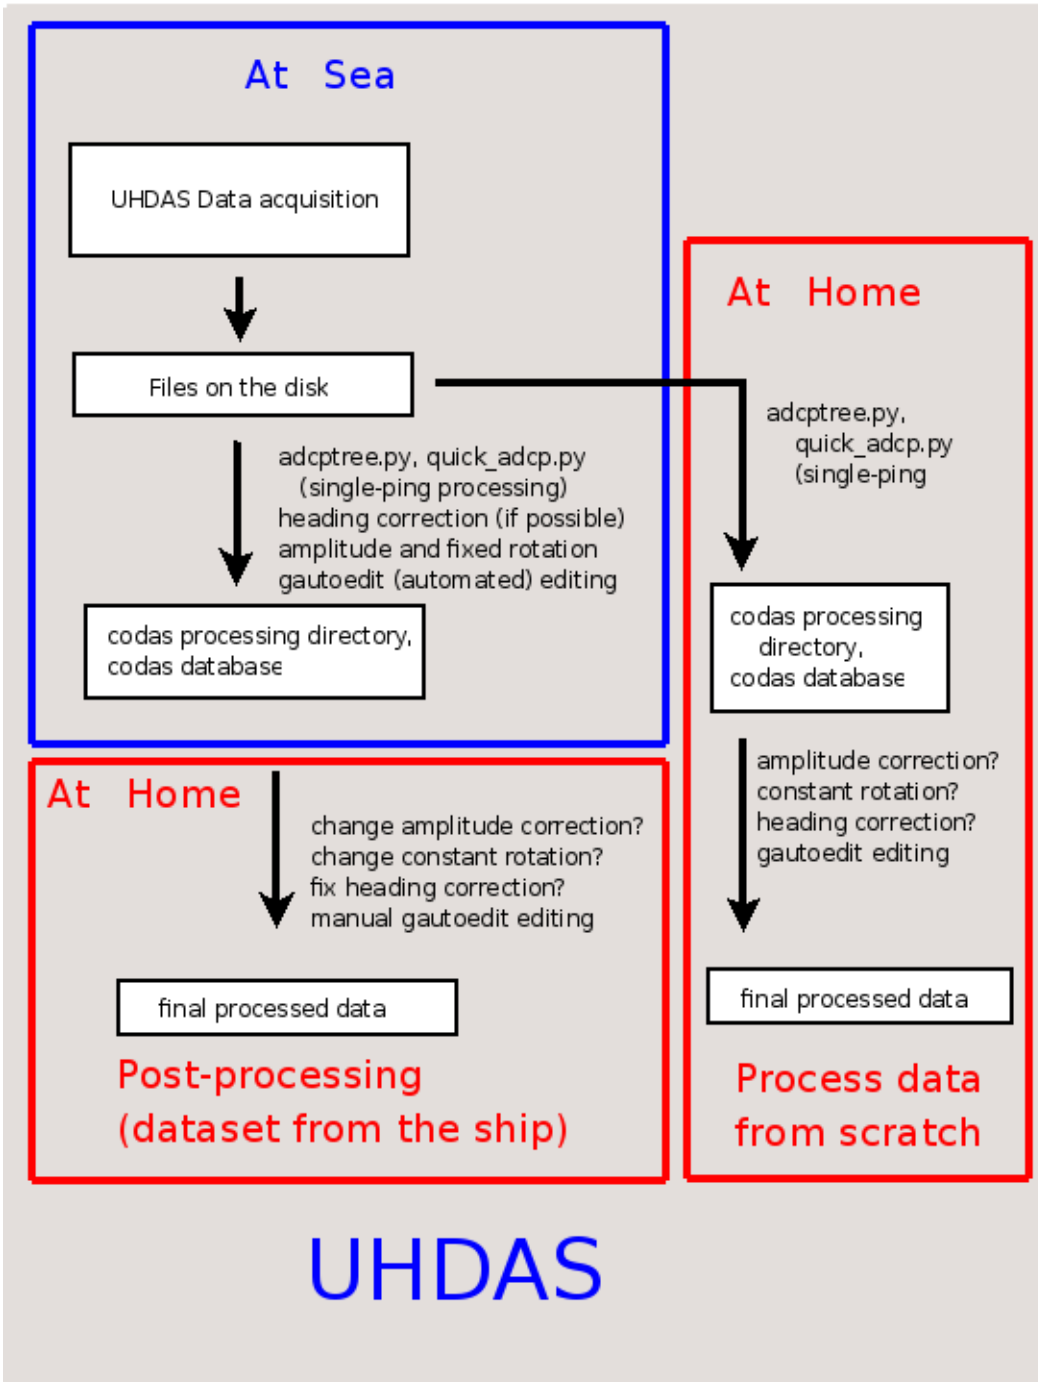 At Sea
UHDAS Data acquisition
Files on the disk
adcptree.py, quick_adcp.py
(single-ping processing)
heading correction (if possible)
amplitude and fixed rotation
gautoedit (automated) editing
codas processing directory,
codas database
At Home
change amplitude correction?
change constant rotation?
fix heading correction?
manual gautoedit editing
final processed data
Post-processing
(dataset from the ship)
At Home
adcptree.py,
quick_adcp.py
(single-ping
codas processing
directory,
codas database
amplitude correction?
constant rotation?
heading correction?
gautoedit editing
final processed data
Process data
from scratch
UHDAS